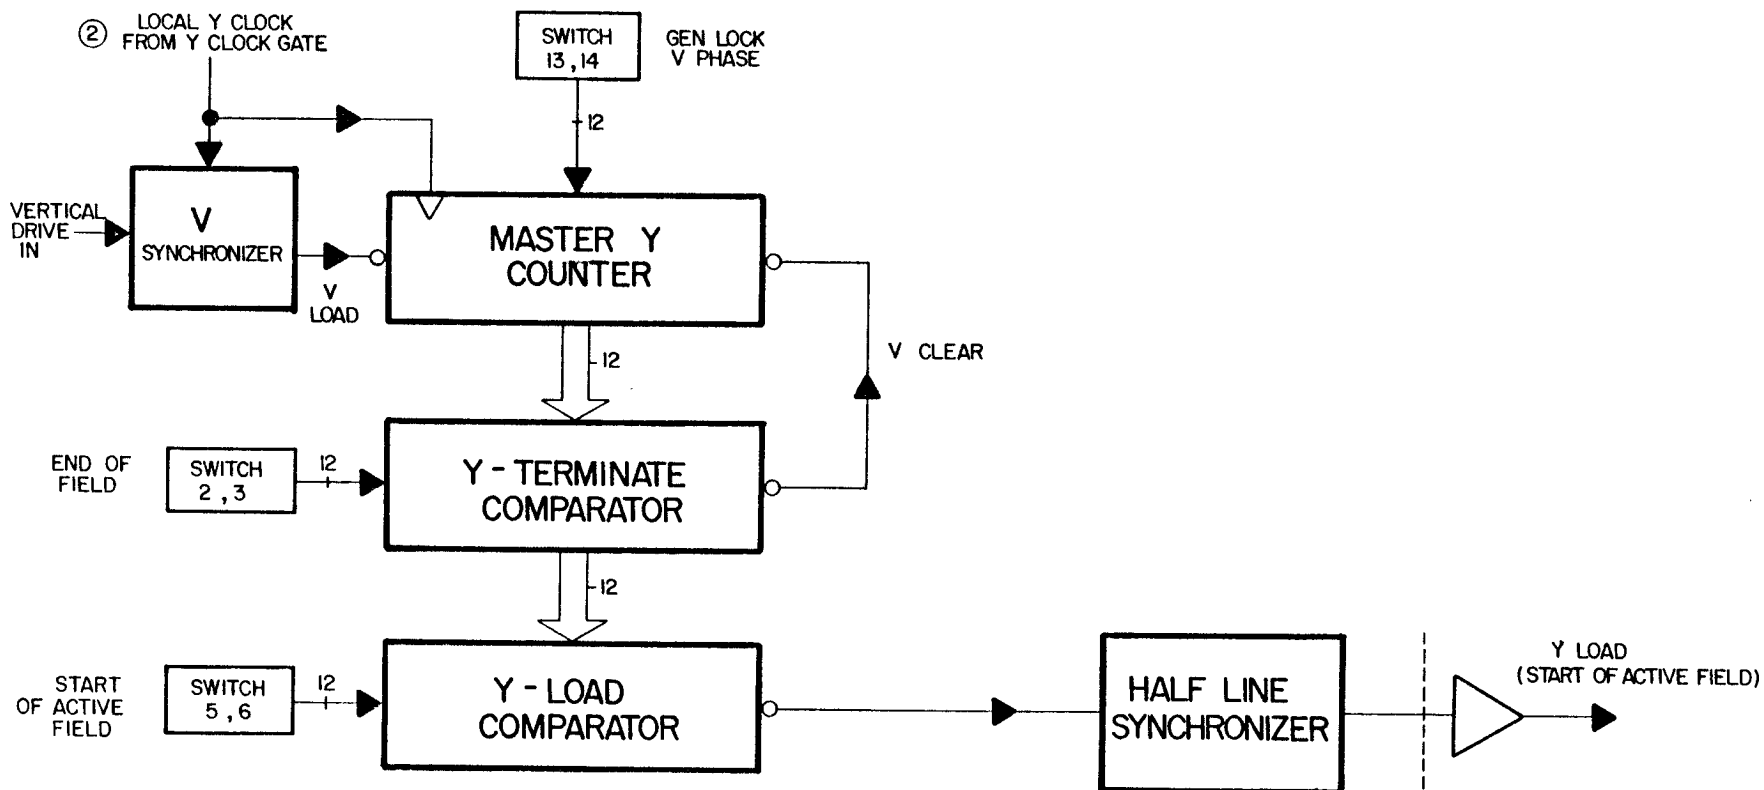 ② LOCAL Y CLOCK
FROM Y CLOCK GATE
SWITCH
13, 14
GEN LOCK
V PHASE
12
VERTICAL
DRIVE
IN
V
SYNCHRONIZER
V
LOAD
MASTER Y
COUNTER
12
V CLEAR
END OF
FIELD
SWITCH
2, 3
12
Y - TERMINATE
COMPARATOR
12
START
OF ACTIVE
FIELD
SWITCH
5, 6
12
Y - LOAD
COMPARATOR
HALF LINE
SYNCHRONIZER
Y LOAD
(START OF ACTIVE FIELD)